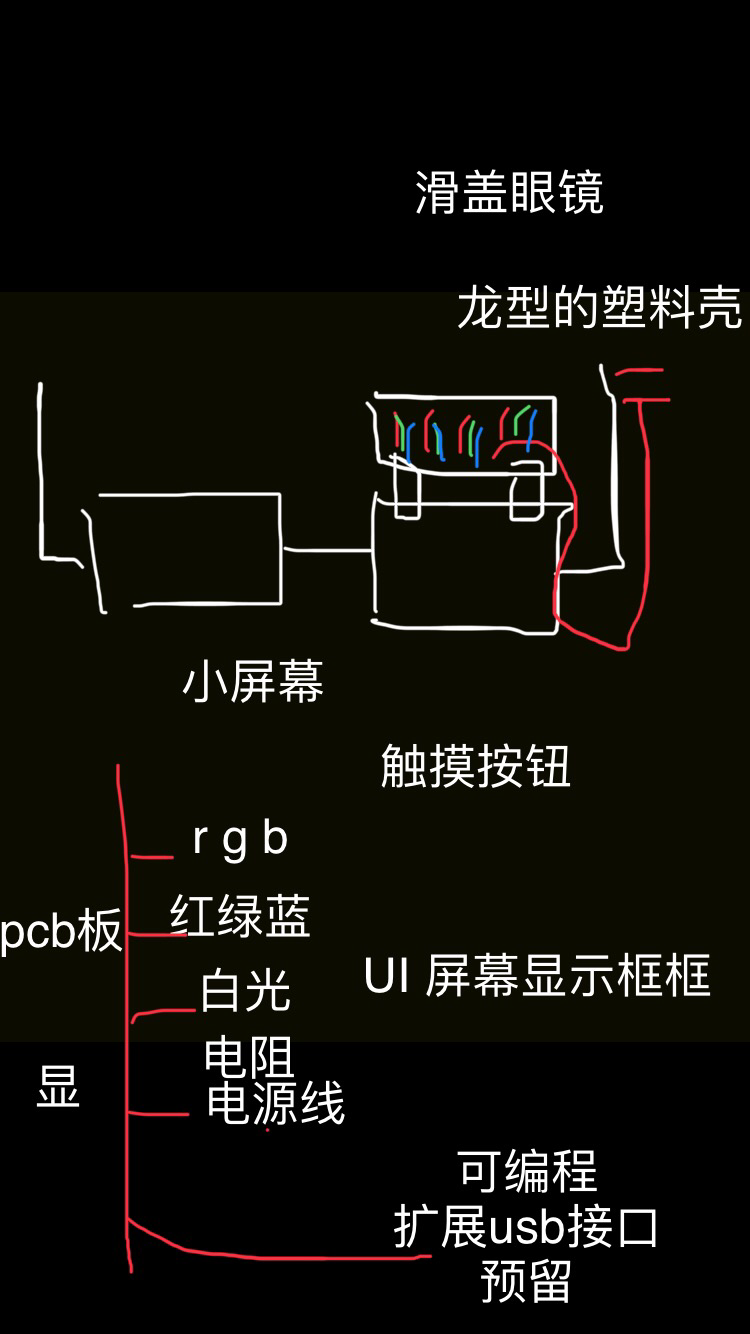 滑盖眼镜
龙型的塑料壳
小屏幕
触摸按钮
r g b
红绿蓝
pcb板
白光
UI 屏幕显示框框
电阻
显
电源线
可编程
扩展usb接口
预留